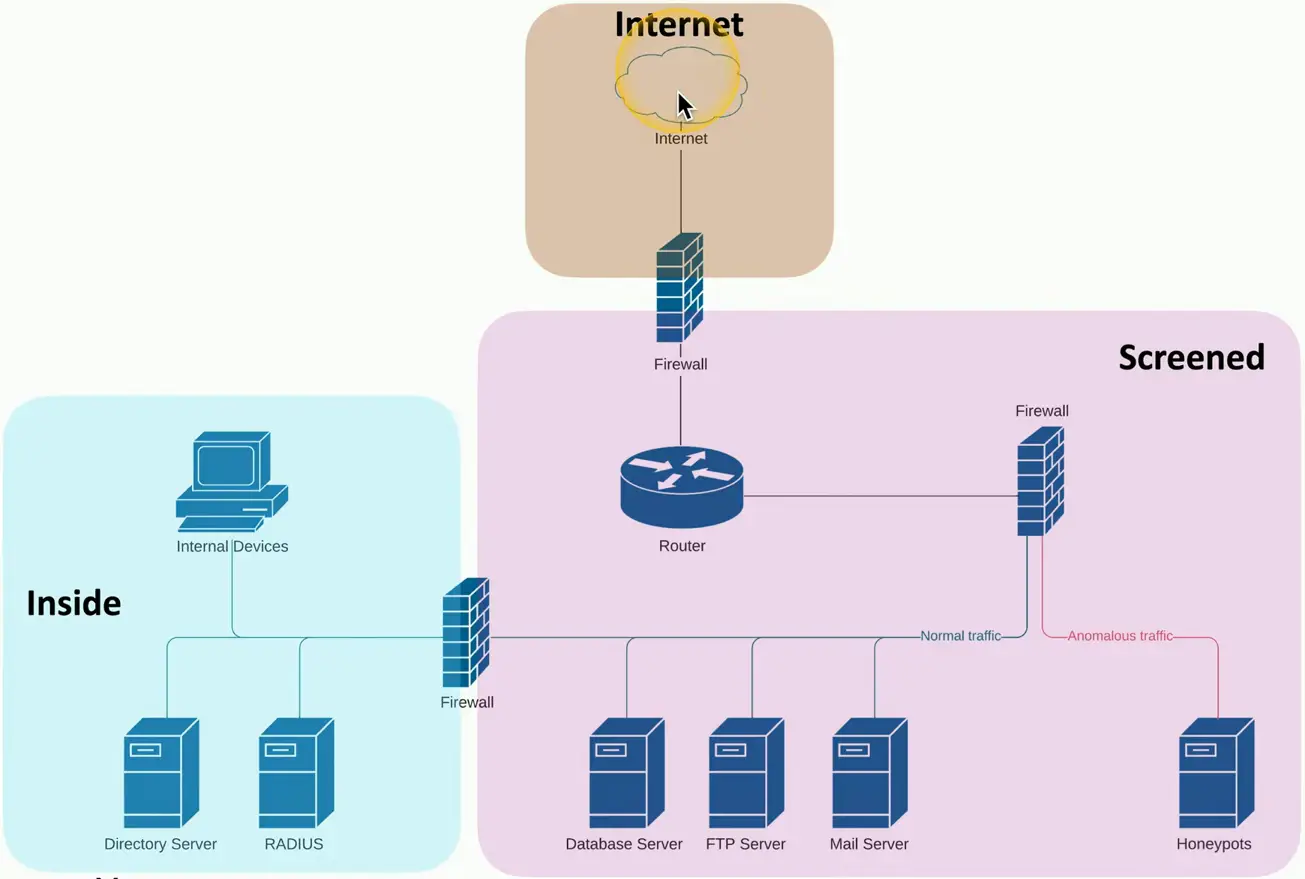 Internet
Internet
Firewall
Screened
Firewall
Router
Internal Devices
Inside
Normal traffic
Anomalous traffic
Firewall
Directory Server
RADIUS
Database Server
FTP Server
Mail Server
Honeypots